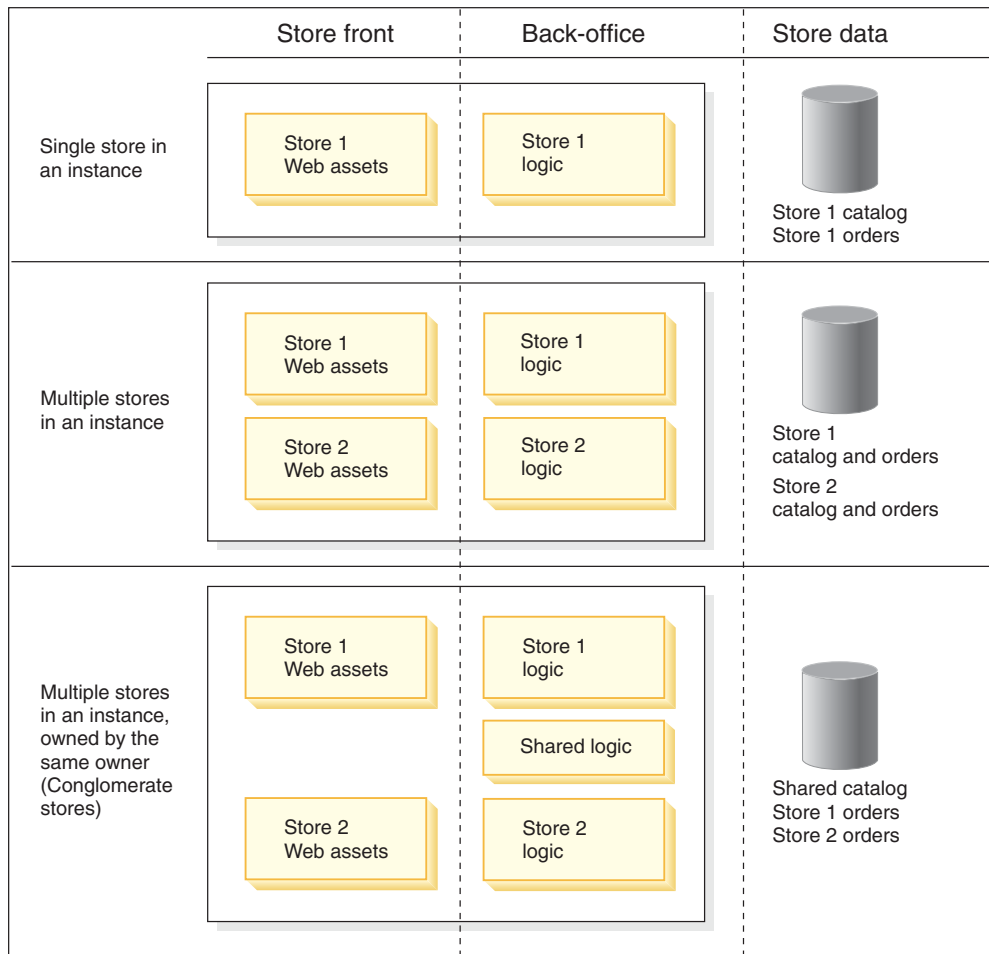 Store front
Back-office
Store data
Single store in
an instance
Store 1
Web assets
Store 1
logic
Store 1 catalog
Store 1 orders
Multiple stores
in an instance
Store 1
Web assets
Store 1
logic
Store 2
Web assets
Store 2
logic
Store 1
catalog and orders
Store 2
catalog and orders
Multiple stores
in an instance,
owned by the
same owner
(Conglomerate
stores)
Store 1
Web assets
Store 1
logic
Shared logic
Store 2
Web assets
Store 2
logic
Shared catalog
Store 1 orders
Store 2 orders